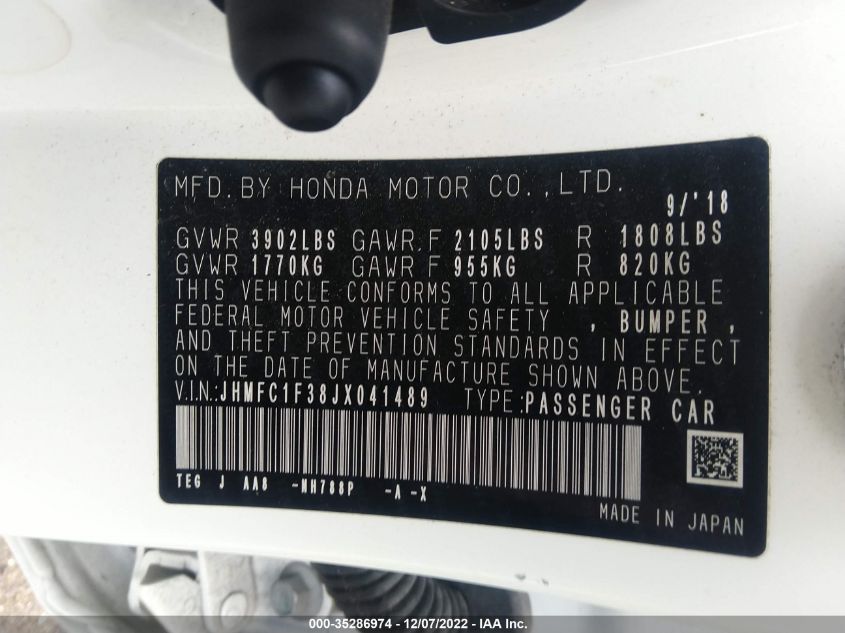 MFD. BY HONDA MOTOR CO., LTD.
9/'18
GVWR 3902LBS GAWR F 2105LBS R 1808LBS
GVWR 1770KG GAWR F 955KG R 820KG
THIS VEHICLE CONFORMS TO ALL APPLICABLE
FEDERAL MOTOR VEHICLE SAFETY , BUMPER ,
AND THEFT PREVENTION STANDARDS IN EFFECT
ON THE DATE OF MANUFACTURE SHOWN ABOVE.
V.I.N.: JHMFC1F38JX041489 TYPE:PASSENGER CAR
TEG J AA8 -NH788P -A -X
MADE IN JAPAN
000-35286974 - 12/07/2022 - IAA Inc.